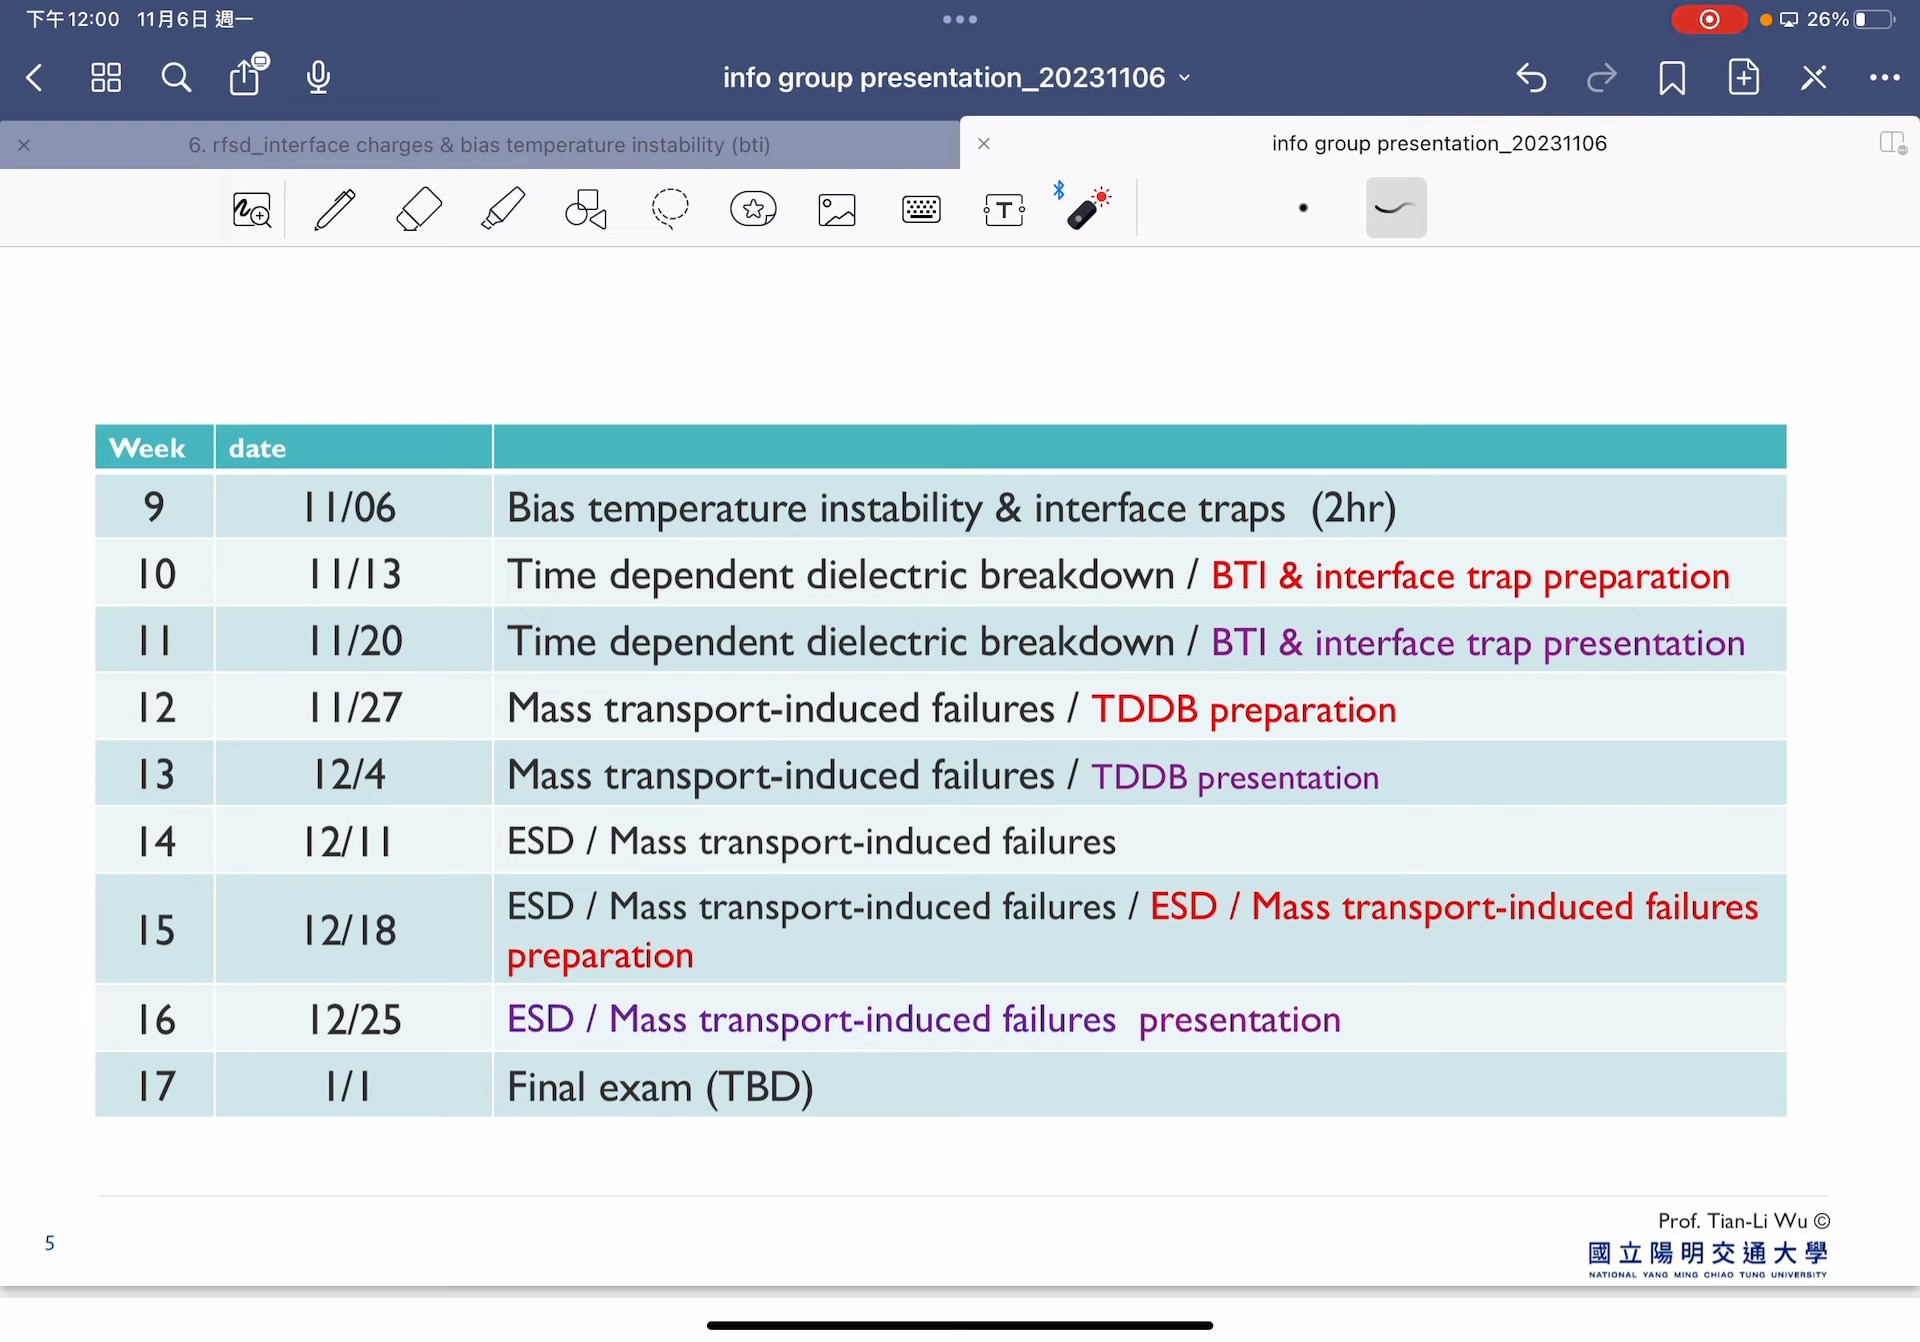 下午12:00 11月6日 週一
26%
info group presentation_20231106
6. rfsd_interface charges & bias temperature instability (bti)
info group presentation_20231106
T
Week date
9 11/06 Bias temperature instability & interface traps (2hr)
10 11/13 Time dependent dielectric breakdown / BTI & interface trap preparation
11 11/20 Time dependent dielectric breakdown / BTI & interface trap presentation
12 11/27 Mass transport-induced failures / TDDB preparation
13 12/4 Mass transport-induced failures / TDDB presentation
14 12/11 ESD / Mass transport-induced failures
15 12/18 ESD / Mass transport-induced failures / ESD / Mass transport-induced failures
preparation
16 12/25 ESD / Mass transport-induced failures presentation
17 1/1 Final exam (TBD)
Prof. Tian-Li Wu ©
5
國立陽明交通大學
NATIONAL YANG MING CHIAO TUNG UNIVERSITY